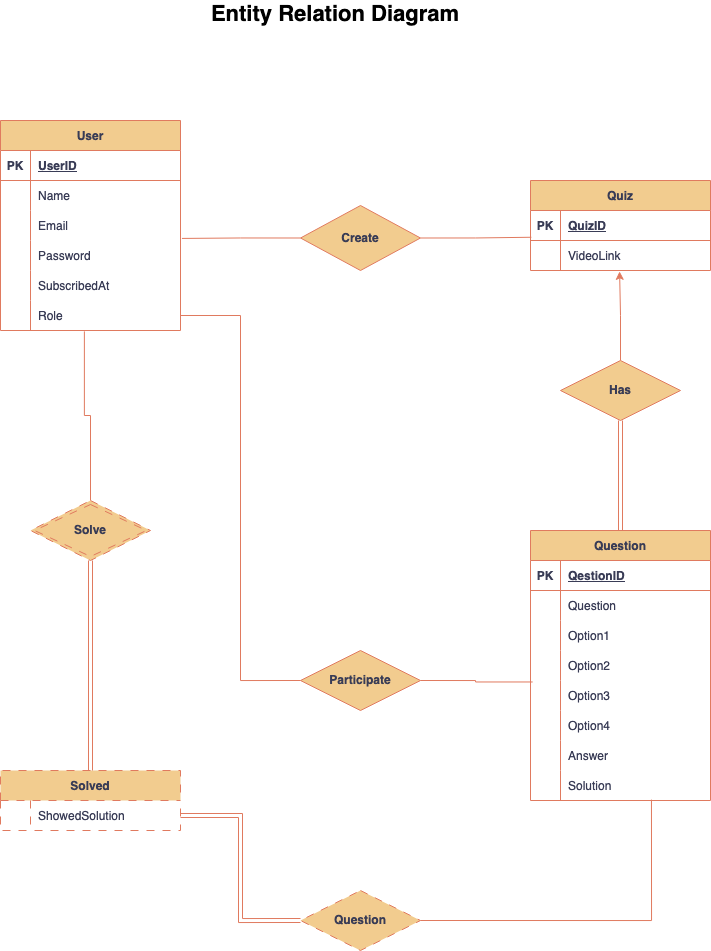 Entity Relation Diagram
User
PK UserID
Name
Email
Password
SubscribedAt
Role
Create
Quiz
PK QuizID
VideoLink
Has
Solve
Question
PK QestionID
Question
Option1
Option2
Option3
Option4
Answer
Solution
Participate
Solved
ShowedSolution
Question